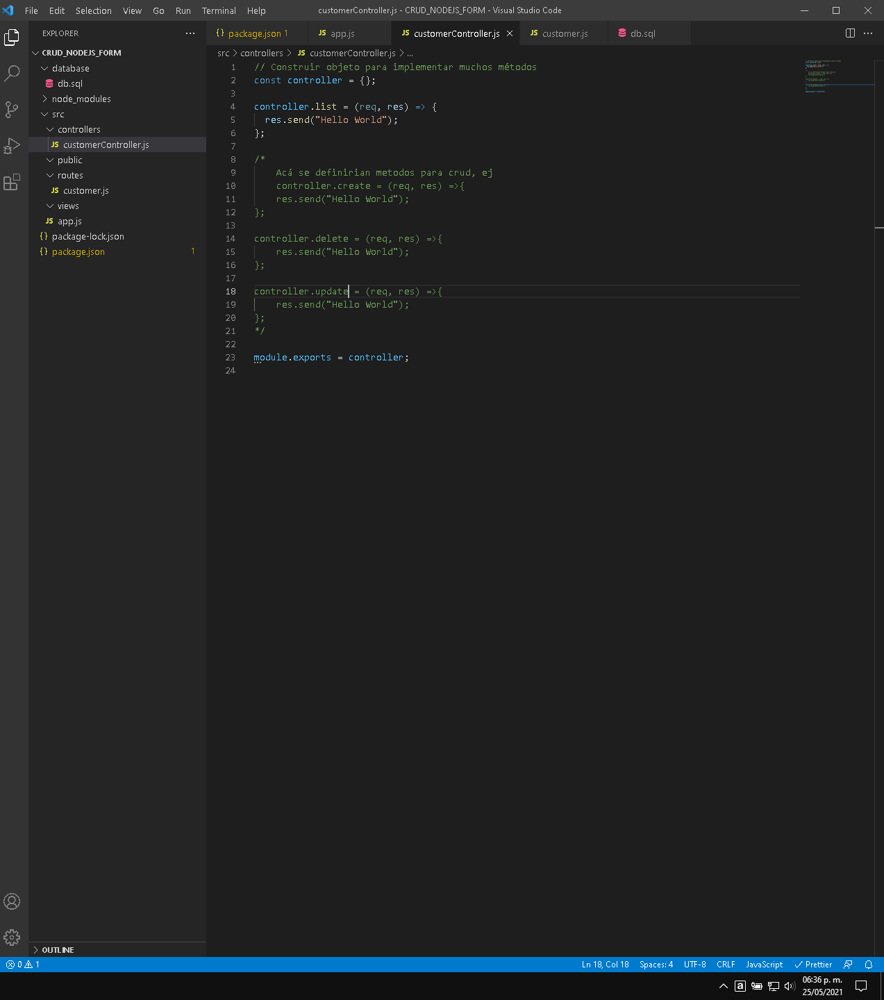 File Edit Selection View Go Run Terminal Help customerController.js - CRUD_NODEJS_FORM - Visual Studio Code
EXPLORER ···
{} package.json 1 JS app.js JS customerController.js JS customer.js db.sql ···
CRUD_NODEJS_FORM
database
db.sql
node_modules
src
controllers
JS customerController.js
public
routes
JS customer.js
views
JS app.js
{} package-lock.json
{} package.json 1
OUTLINE
src > controllers > JS customerController.js > ...
1 // Construir objeto para implementar muchos métodos
2 const controller = {};
3
4 controller.list = (req, res) => {
5 res.send("Hello World");
6 };
7
8 /*
9 Acá se definirian metodos para crud, ej
10 controller.create = (req, res) =>{
11 res.send("Hello World");
12 };
13
14 controller.delete = (req, res) =>{
15 res.send("Hello World");
16 };
17
18 controller.update = (req, res) =>{
19 res.send("Hello World");
20 };
21 */
22
23 module.exports = controller;
24
0 1 Ln 18, Col 18 Spaces: 4 UTF-8 CRLF JavaScript Prettier
a 06:36 p. m.
25/05/2021